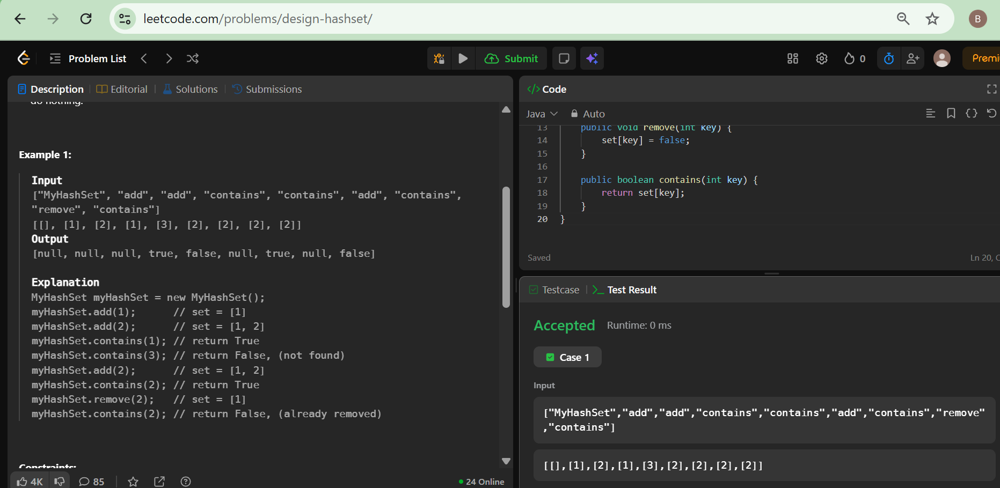 leetcode.com/problems/design-hashset/
B
Problem List
Submit
0
Premi
Description
Editorial
Solutions
Submissions
do nothing.
Example 1:
Input
["MyHashSet", "add", "add", "contains", "contains", "add", "contains",
"remove", "contains"]
[[], [1], [2], [1], [3], [2], [2], [2], [2]]
Output
[null, null, null, true, false, null, true, null, false]
Explanation
MyHashSet myHashSet = new MyHashSet();
myHashSet.add(1);      // set = [1]
myHashSet.add(2);      // set = [1, 2]
myHashSet.contains(1); // return True
myHashSet.contains(3); // return False, (not found)
myHashSet.add(2);      // set = [1, 2]
myHashSet.contains(2); // return True
myHashSet.remove(2);   // set = [1]
myHashSet.contains(2); // return False, (already removed)
Constraints:
4K
85
24 Online
</> Code
Java
Auto
13 public void remove(int key) {
14 set[key] = false;
15 }
16
17 public boolean contains(int key) {
18 return set[key];
19 }
20 }
Saved
Ln 20, C
Testcase
>_ Test Result
Accepted
Runtime: 0 ms
Case 1
Input
["MyHashSet","add","add","contains","contains","add","contains","remove"
,"contains"]
[[],[1],[2],[1],[3],[2],[2],[2],[2]]